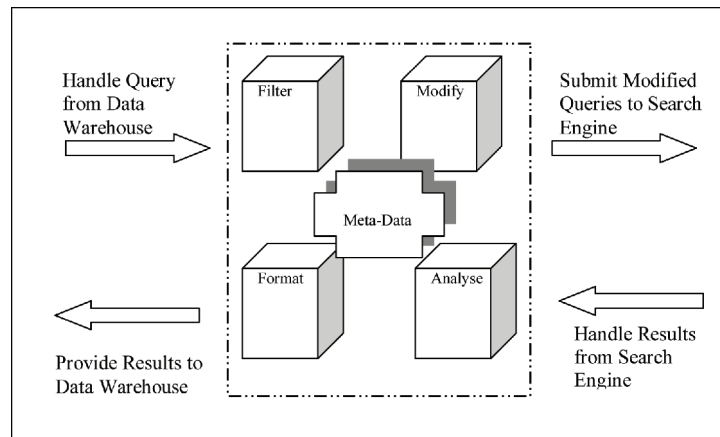 Handle Query
from Data
Warehouse
Filter
Modify
Submit Modified
Queries to Search
Engine
Meta-Data
Format
Analyse
Provide Results to
Data Warehouse
Handle Results
from Search
Engine